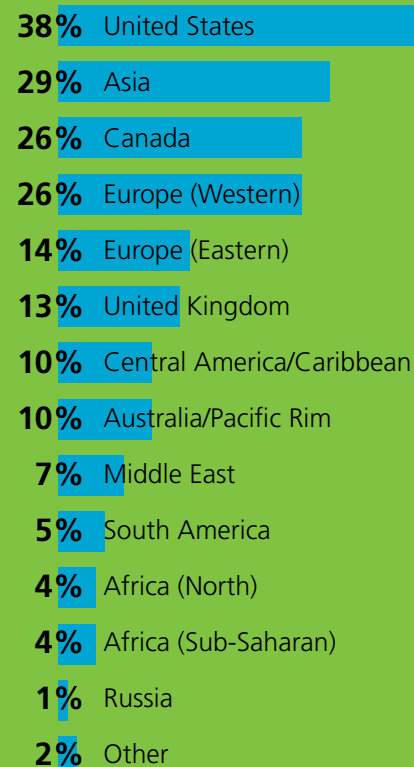 38% United States
29% Asia
26% Canada
26% Europe (Western)
14% Europe (Eastern)
13% United Kingdom
10% Central America/Caribbean
10% Australia/Pacific Rim
7% Middle East
5% South America
4% Africa (North)
4% Africa (Sub-Saharan)
1% Russia
2% Other